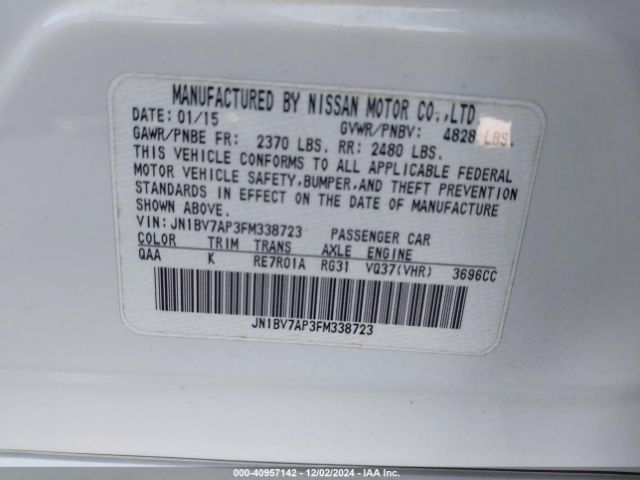 MANUFACTURED BY NISSAN MOTOR CO.,LTD
DATE: 01/15 GVWR/PNBV: 4828 LBS.
GAWR/PNBE FR: 2370 LBS. RR: 2480 LBS.
THIS VEHICLE CONFORMS TO ALL APPLICABLE FEDERAL
MOTOR VEHICLE SAFETY,BUMPER,AND THEFT PREVENTION
STANDARDS IN EFFECT ON THE DATE OF MANUFACTURE
SHOWN ABOVE.
VIN: JN1BV7AP3FM338723 PASSENGER CAR
COLOR TRIM TRANS AXLE ENGINE
QAA K RE7R01A RG31 VQ37(VHR) 3696CC
JN1BV7AP3FM338723
000-40957142 - 12/02/2024 - IAA Inc.